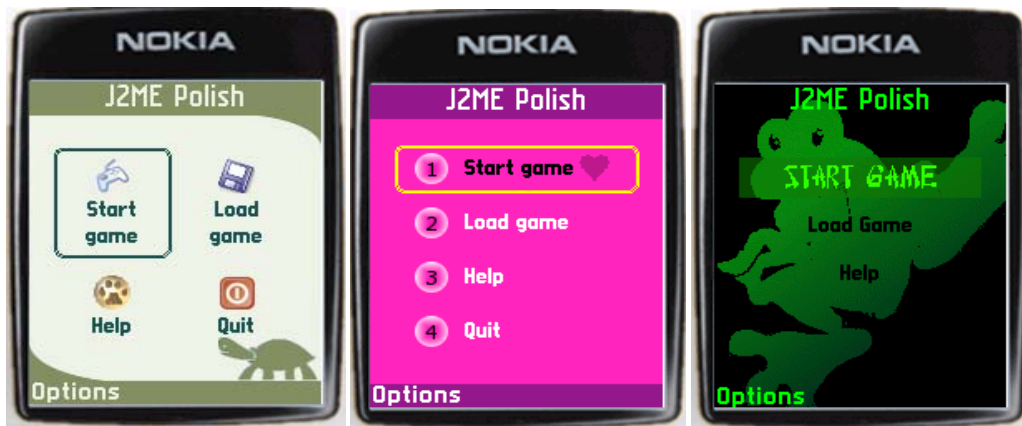 NOKIA
J2ME Polish
Start
game
Load
game
Help
Quit
Options
NOKIA
J2ME Polish
1 Start game
2 Load game
3 Help
4 Quit
Options
NOKIA
J2ME Polish
START GAME
Load Game
Help
Options